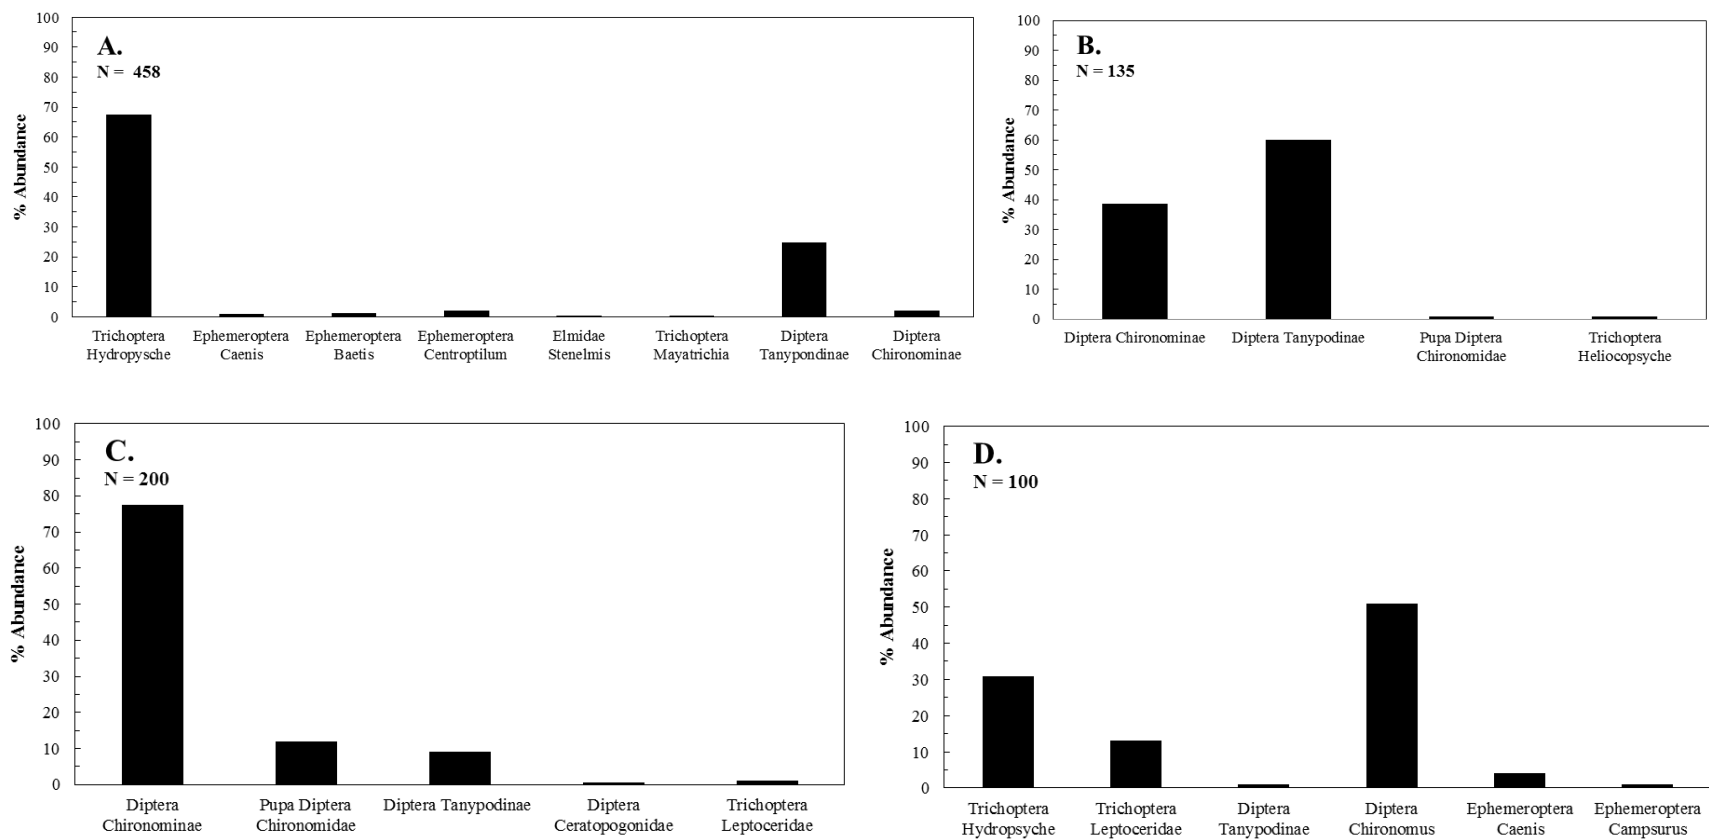 A.
N = 458
% Abundance
100
90
80
70
60
50
40
30
20
10
0
Trichoptera
Hydropysche
Ephemeroptera
Caenis
Ephemeroptera
Baetis
Ephemeroptera
Centroptilum
Elmidae
Stenelmis
Trichoptera
Mayatrichia
Diptera
Tanypondinae
Diptera
Chironominae
B.
N = 135
% Abundance
100
90
80
70
60
50
40
30
20
10
0
Diptera Chironominae
Diptera Tanypodinae
Pupa Diptera
Chironomidae
Trichoptera
Heliocopsyche
C.
N = 200
% Abundance
100
90
80
70
60
50
40
30
20
10
0
Diptera
Chironominae
Pupa Diptera
Chironomidae
Diptera Tanypodinae
Diptera
Ceratopogonidae
Trichoptera
Leptoceridae
D.
N = 100
% Abundance
100
90
80
70
60
50
40
30
20
10
0
Trichoptera
Hydropsyche
Trichoptera
Leptoceridae
Diptera
Tanypodinae
Diptera
Chironomus
Ephemeroptera
Caenis
Ephemeroptera
Campsurus